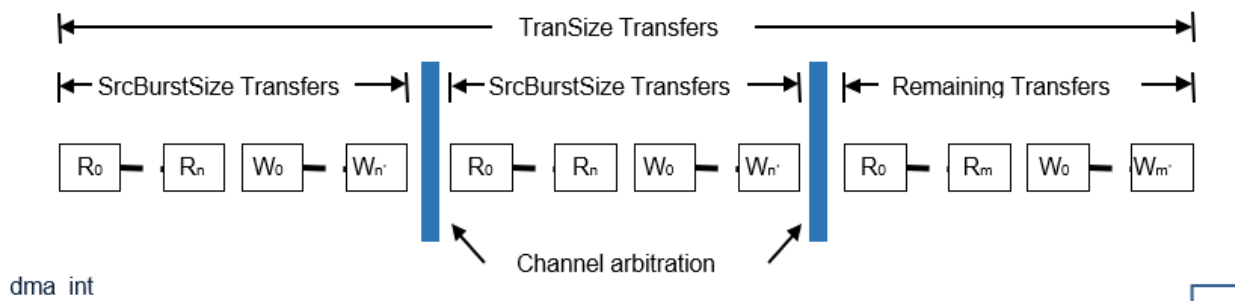 TranSize Transfers
SrcBurstSize Transfers SrcBurstSize Transfers Remaining Transfers
R0 Rn W0 Wn' R0 Rn W0 Wn' R0 Rm W0 Wm'
Channel arbitration
dma_int